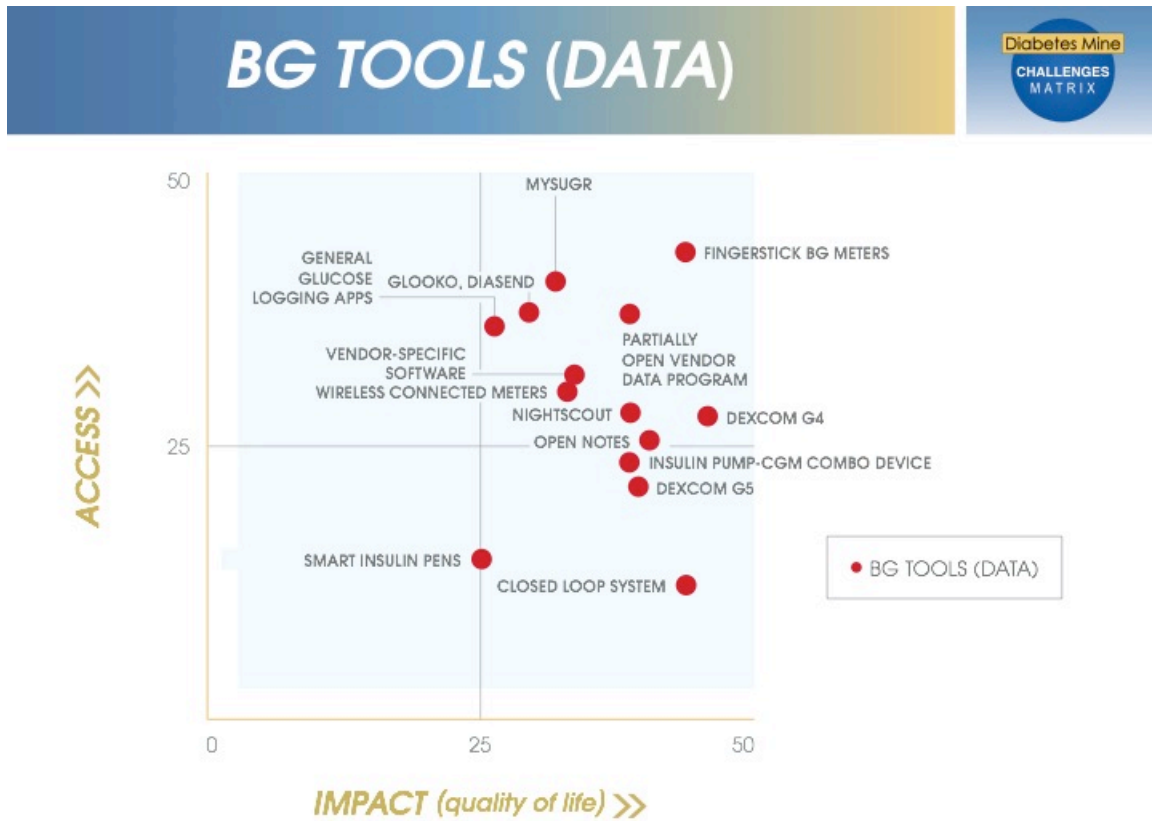 BG TOOLS (DATA)
Diabetes Mine
CHALLENGES
MATRIX
50
MYSUGR
FINGERSTICK BG METERS
GENERAL
GLUCOSE
LOGGING APPS
GLOOKO, DIASEND
PARTIALLY
OPEN VENDOR
DATA PROGRAM
VENDOR-SPECIFIC
SOFTWARE
WIRELESS CONNECTED METERS
NIGHTSCOUT
DEXCOM G4
OPEN NOTES
25
INSULIN PUMP-CGM COMBO DEVICE
DEXCOM G5
SMART INSULIN PENS
CLOSED LOOP SYSTEM
ACCESS >>
BG TOOLS (DATA)
0
25
50
IMPACT (quality of life) >>